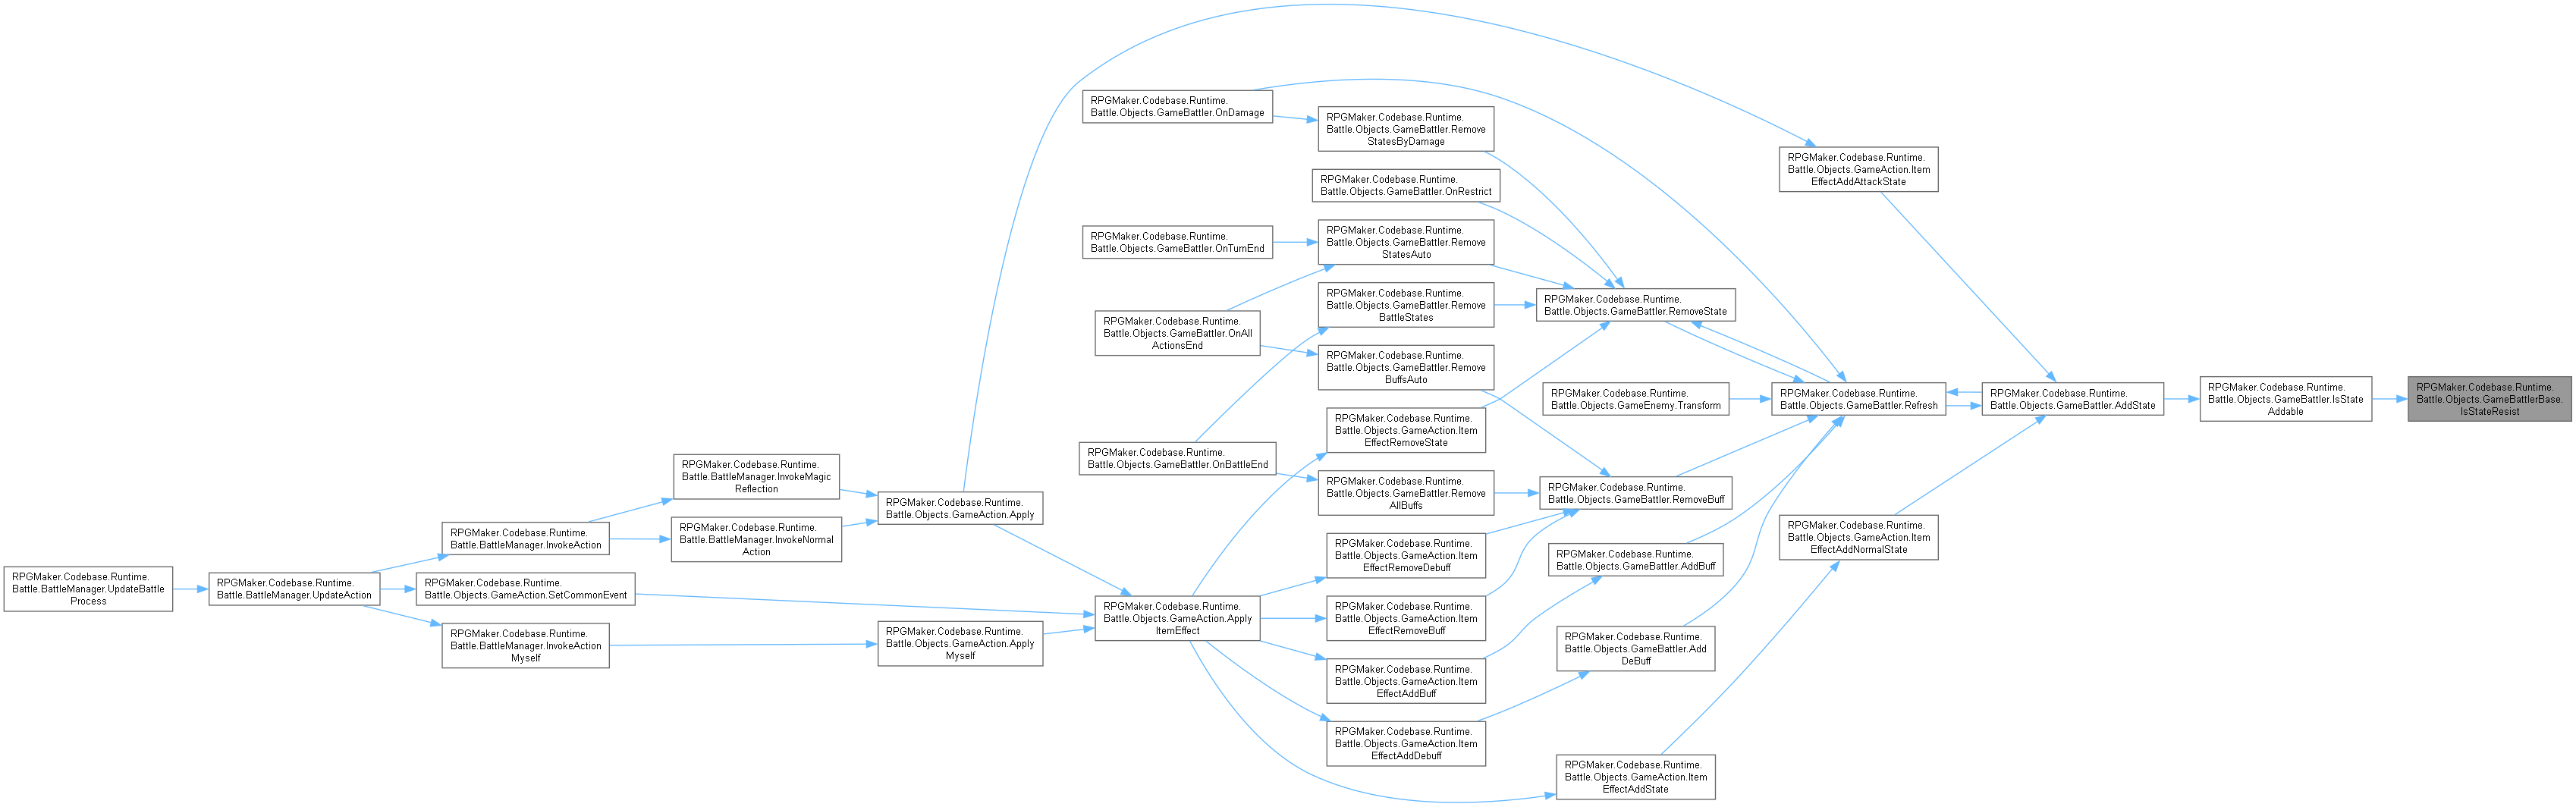 RPGMaker.Codebase.Runtime.
Battle.BattleManager.UpdateBattle
Process
RPGMaker.Codebase.Runtime.
Battle.BattleManager.UpdateAction
RPGMaker.Codebase.Runtime.
Battle.BattleManager.InvokeAction
RPGMaker.Codebase.Runtime.
Battle.Objects.GameAction.SetCommonEvent
RPGMaker.Codebase.Runtime.
Battle.BattleManager.InvokeAction
Myself
RPGMaker.Codebase.Runtime.
Battle.BattleManager.InvokeMagic
Reflection
RPGMaker.Codebase.Runtime.
Battle.BattleManager.InvokeNormal
Action
RPGMaker.Codebase.Runtime.
Battle.Objects.GameAction.Apply
RPGMaker.Codebase.Runtime.
Battle.Objects.GameAction.Apply
Myself
RPGMaker.Codebase.Runtime.
Battle.Objects.GameBattler.OnDamage
RPGMaker.Codebase.Runtime.
Battle.Objects.GameBattler.OnTurnEnd
RPGMaker.Codebase.Runtime.
Battle.Objects.GameBattler.OnAll
ActionsEnd
RPGMaker.Codebase.Runtime.
Battle.Objects.GameBattler.OnBattleEnd
RPGMaker.Codebase.Runtime.
Battle.Objects.GameAction.Apply
ItemEffect
RPGMaker.Codebase.Runtime.
Battle.Objects.GameBattler.Remove
StatesByDamage
RPGMaker.Codebase.Runtime.
Battle.Objects.GameBattler.OnRestrict
RPGMaker.Codebase.Runtime.
Battle.Objects.GameBattler.Remove
StatesAuto
RPGMaker.Codebase.Runtime.
Battle.Objects.GameBattler.Remove
BattleStates
RPGMaker.Codebase.Runtime.
Battle.Objects.GameBattler.Remove
BuffsAuto
RPGMaker.Codebase.Runtime.
Battle.Objects.GameAction.Item
EffectRemoveState
RPGMaker.Codebase.Runtime.
Battle.Objects.GameBattler.Remove
AllBuffs
RPGMaker.Codebase.Runtime.
Battle.Objects.GameAction.Item
EffectRemoveDebuff
RPGMaker.Codebase.Runtime.
Battle.Objects.GameAction.Item
EffectRemoveBuff
RPGMaker.Codebase.Runtime.
Battle.Objects.GameAction.Item
EffectAddBuff
RPGMaker.Codebase.Runtime.
Battle.Objects.GameAction.Item
EffectAddDebuff
RPGMaker.Codebase.Runtime.
Battle.Objects.GameBattler.RemoveState
RPGMaker.Codebase.Runtime.
Battle.Objects.GameEnemy.Transform
RPGMaker.Codebase.Runtime.
Battle.Objects.GameBattler.RemoveBuff
RPGMaker.Codebase.Runtime.
Battle.Objects.GameBattler.AddBuff
RPGMaker.Codebase.Runtime.
Battle.Objects.GameBattler.Add
DeBuff
RPGMaker.Codebase.Runtime.
Battle.Objects.GameAction.Item
EffectAddState
RPGMaker.Codebase.Runtime.
Battle.Objects.GameAction.Item
EffectAddAttackState
RPGMaker.Codebase.Runtime.
Battle.Objects.GameBattler.Refresh
RPGMaker.Codebase.Runtime.
Battle.Objects.GameAction.Item
EffectAddNormalState
RPGMaker.Codebase.Runtime.
Battle.Objects.GameBattler.AddState
RPGMaker.Codebase.Runtime.
Battle.Objects.GameBattler.IsState
Addable
RPGMaker.Codebase.Runtime.
Battle.Objects.GameBattlerBase.
IsStateResist